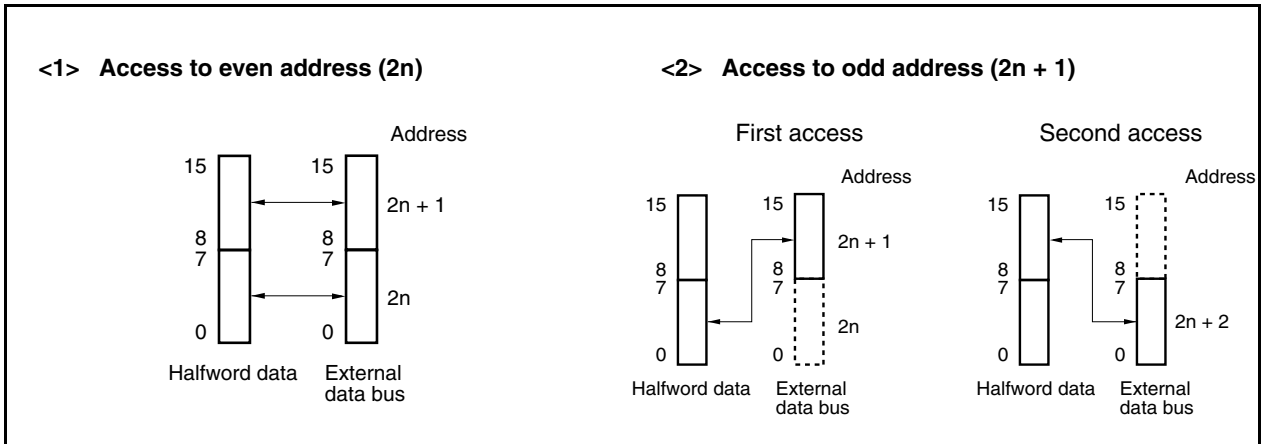 <1> Access to even address (2n)
Address
15
15
2n + 1
8
8
7
7
2n
0
0
Halfword data
External
data bus
<2> Access to odd address (2n + 1)
First access
Address
15
15
2n + 1
8
8
7
7
2n
0
0
Halfword data
External
data bus
Second access
Address
15
15
8
8
7
7
2n + 2
0
0
Halfword data
External
data bus